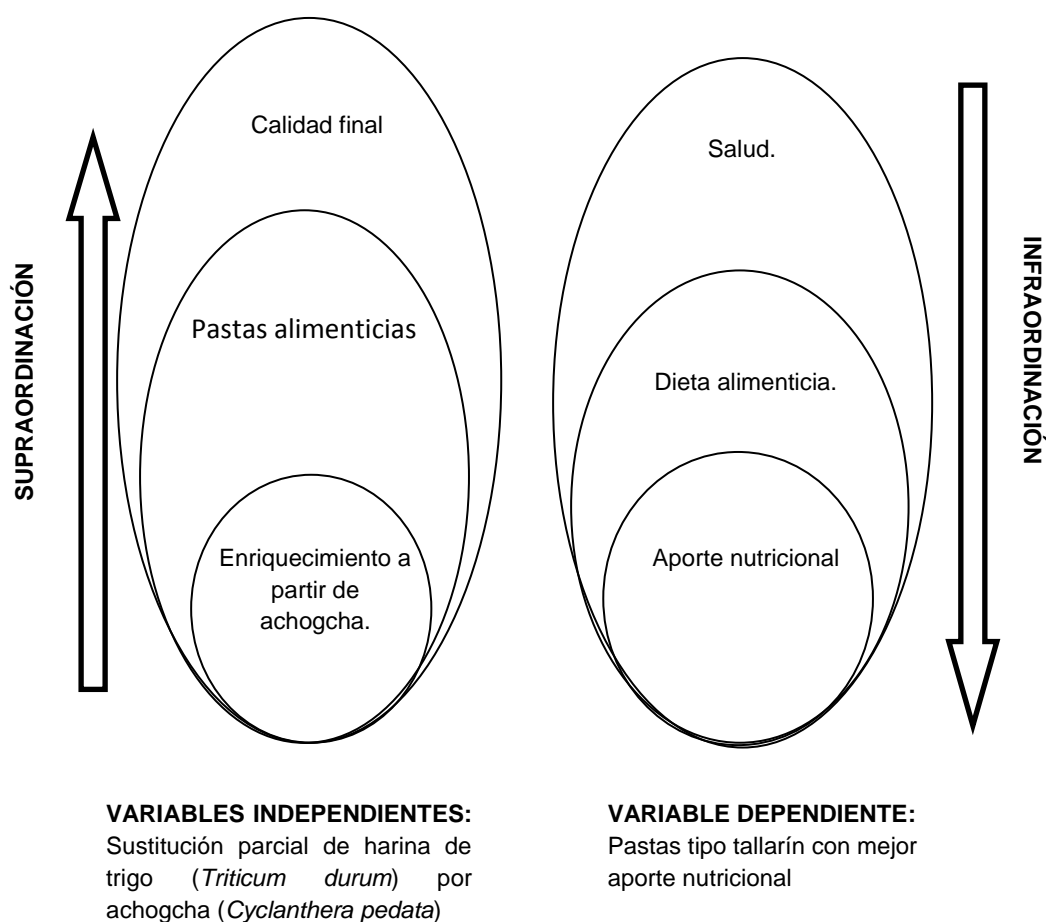 Calidad final
Pastas alimenticias
Enriquecimiento a
partir de
achogcha.
SUPRAORDINACIÓN
Salud.
Dieta alimenticia.
Aporte nutricional
INFRAORDINACIÓN
VARIABLES INDEPENDIENTES:
Sustitución parcial de harina de
trigo (Triticum durum) por
achogcha (Cyclanthera pedata)
VARIABLE DEPENDIENTE:
Pastas tipo tallarín con mejor
aporte nutricional